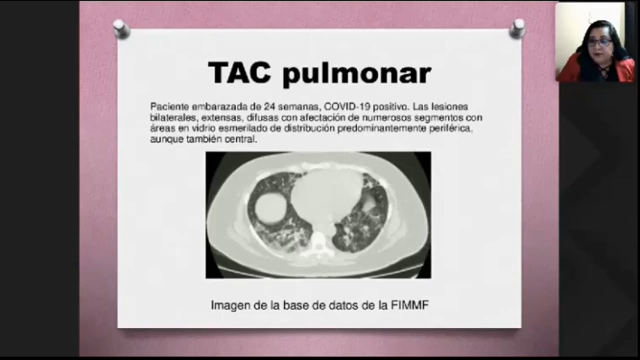 TAC pulmonar
Paciente embarazada de 24 semanas, COVID-19 positivo. Las lesiones
bilaterales, extensas, difusas con afectación de numerosos segmentos con
áreas en vidrio esmerilado de distribución predominantemente periférica,
aunque también central.
Imagen de la base de datos de la FIMMF